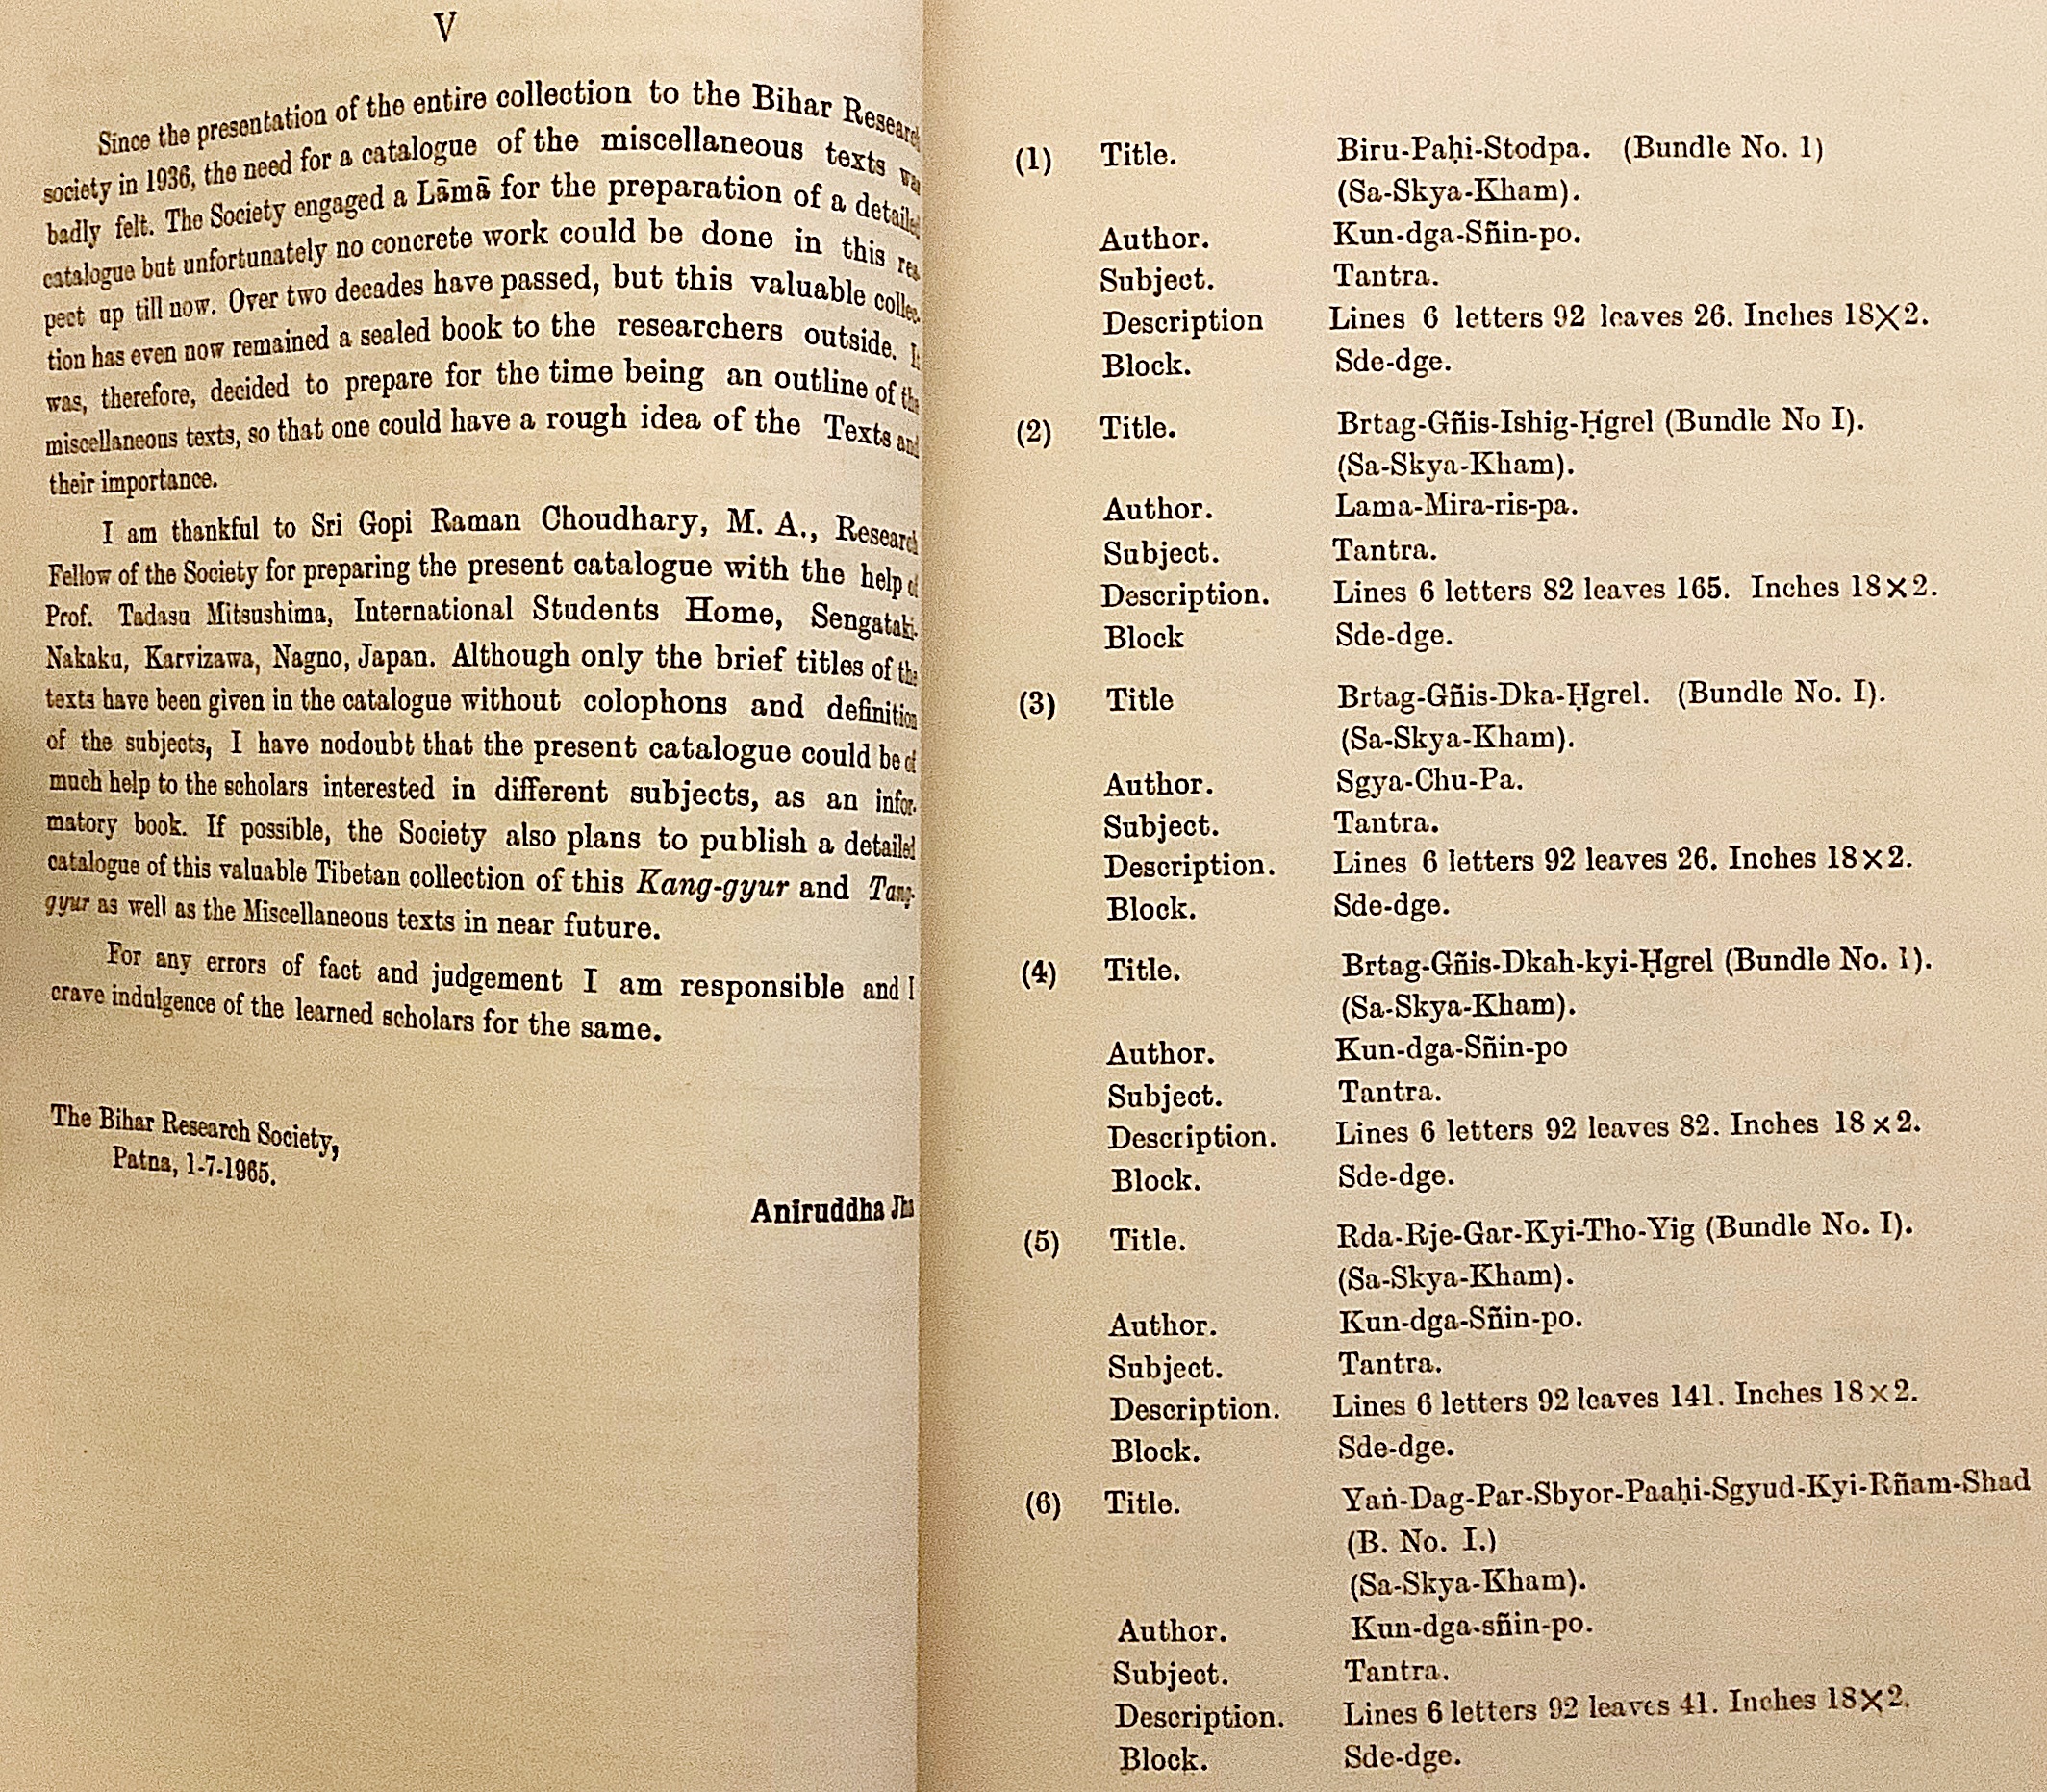 V
Since the presentation of the entire collection to the Bihar Research
society in 1936, the need for a catalogue of the miscellaneous texts was
badly felt. The Society engaged a Lāmā for the preparation of a detailed
catalogue but unfortunately no concrete work could be done in this res-
pect up till now. Over two decades have passed, but this valuable collec-
tion has even now remained a sealed book to the researchers outside. It
was, therefore, decided to prepare for the time being an outline of the
miscellaneous texts, so that one could have a rough idea of the Texts and
their importance.
I am thankful to Sri Gopi Raman Choudhary, M. A., Research
Fellow of the Society for preparing the present catalogue with the help of
Prof. Tadasu Mitsushima, International Students Home, Sengataki-
Nakaku, Karvizawa, Nagno, Japan. Although only the brief titles of the
texts have been given in the catalogue without colophons and definition
of the subjects, I have nodoubt that the present catalogue could be of
much help to the scholars interested in different subjects, as an infor-
matory book. If possible, the Society also plans to publish a detailed
catalogue of this valuable Tibetan collection of this Kang-gyur and Tang-
gyur as well as the Miscellaneous texts in near future.
For any errors of fact and judgement I am responsible and I
crave indulgence of the learned scholars for the same.
The Bihar Research Society,
Patna, 1-7-1965.
Aniruddha Jha
(1) Title. Biru-Paḥi-Stodpa. (Bundle No. 1)
(Sa-Skya-Kham).
Author. Kun-dga-Sñin-po.
Subject. Tantra.
Description Lines 6 letters 92 leaves 26. Inches 18×2.
Block. Sde-dge.
(2) Title. Brtag-Gñis-Ishig-Ḥgrel (Bundle No I).
(Sa-Skya-Kham).
Author. Lama-Mira-ris-pa.
Subject. Tantra.
Description. Lines 6 letters 82 leaves 165. Inches 18×2.
Block Sde-dge.
(3) Title Brtag-Gñis-Dka-Ḥgrel. (Bundle No. I).
(Sa-Skya-Kham).
Author. Sgya-Chu-Pa.
Subject. Tantra.
Description. Lines 6 letters 92 leaves 26. Inches 18×2.
Block. Sde-dge.
(4) Title. Brtag-Gñis-Dkah-kyi-Ḥgrel (Bundle No. 1).
(Sa-Skya-Kham).
Author. Kun-dga-Sñin-po
Subject. Tantra.
Description. Lines 6 letters 92 leaves 82. Inches 18×2.
Block. Sde-dge.
(5) Title. Rda-Rje-Gar-Kyi-Tho-Yig (Bundle No. I).
(Sa-Skya-Kham).
Author. Kun-dga-Sñin-po.
Subject. Tantra.
Description. Lines 6 letters 92 leaves 141. Inches 18×2.
Block. Sde-dge.
(6) Title. Yaṅ-Dag-Par-Sbyor-Paaḥi-Sgyud-Kyi-Rñam-Shad
(B. No. I.)
(Sa-Skya-Kham).
Author. Kun-dga-sñin-po.
Subject. Tantra.
Description. Lines 6 letters 92 leaves 41. Inches 18×2.
Block. Sde-dge.